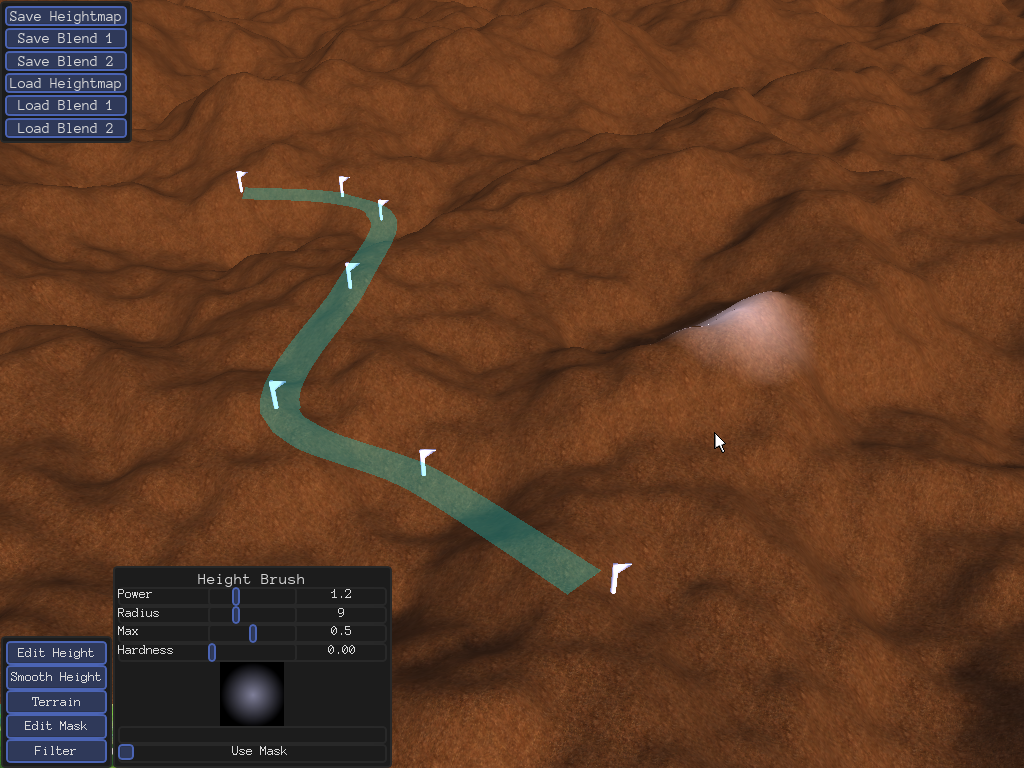 Save Heightmap
Save Blend 1
Save Blend 2
Load Heightmap
Load Blend 1
Load Blend 2
Height Brush
Power 1.2
Radius 9
Max 0.5
Hardness 0.00
Use Mask
Edit Height
Smooth Height
Terrain
Edit Mask
Filter